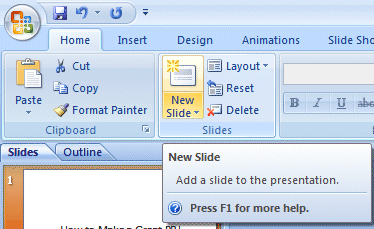 Home Insert Design Animations Slide Sho
Cut
Copy
Format Painter
Paste
Clipboard
New
Slide
Layout
Reset
Delete
Slides
B I U abc
Slides Outline
1
New Slide
Add a slide to the presentation.
Press F1 for more help.